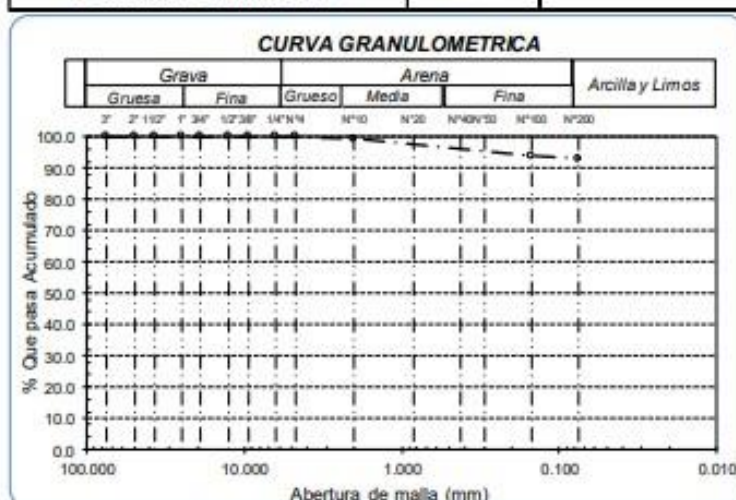 CURVA GRANULOMETRICA
Grava Arena Arcilla y Limos
Gruesa Fina Grueso Media Fina
3" 2" 1 1/2" 1" 3/4" 1/2" 3/8" 1/4" N°4 N°10 N°20 N°40 N°50 N°100 N°200
% Que pasa Acumulado
100.0
90.0
80.0
70.0
60.0
50.0
40.0
30.0
20.0
10.0
0.0
100.000 10.000 1.000 0.100 0.010
Abertura de malla (mm)